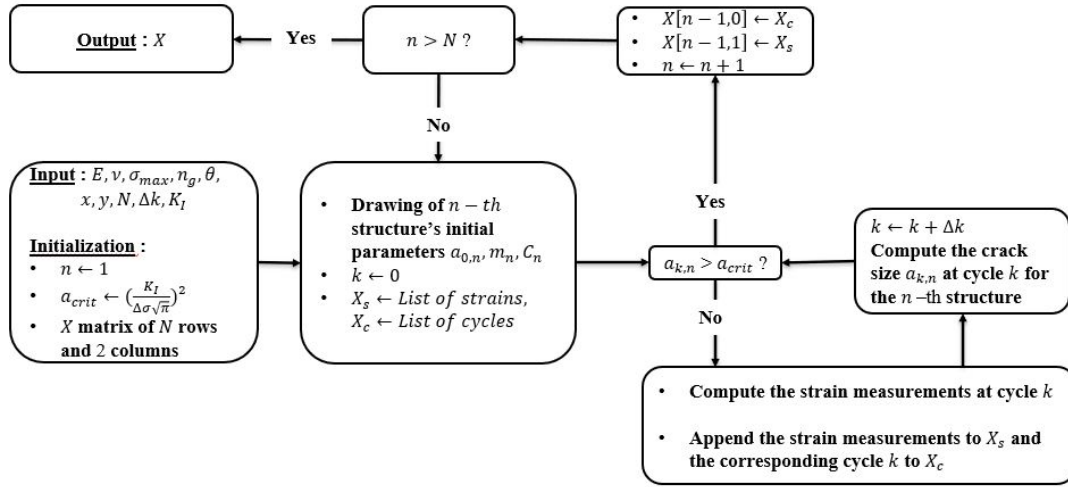 Output : X
Yes
n > N ?
• X[n − 1,0] ← X_c
• X[n − 1,1] ← X_s
• n ← n + 1
No
Input : E, ν, σ_max, n_g, θ,
x, y, N, Δk, K_I
Initialization :
• n ← 1
• a_crit ← (K_I / Δσ√π)^2
• X matrix of N rows
and 2 columns
• Drawing of n − th
structure's initial
parameters a_0,n, m_n, C_n
• k ← 0
• X_s ← List of strains,
X_c ← List of cycles
Yes
a_k,n > a_crit ?
No
k ← k + Δk
Compute the crack
size a_k,n at cycle k for
the n −th structure
• Compute the strain measurements at cycle k
• Append the strain measurements to X_s and
the corresponding cycle k to X_c